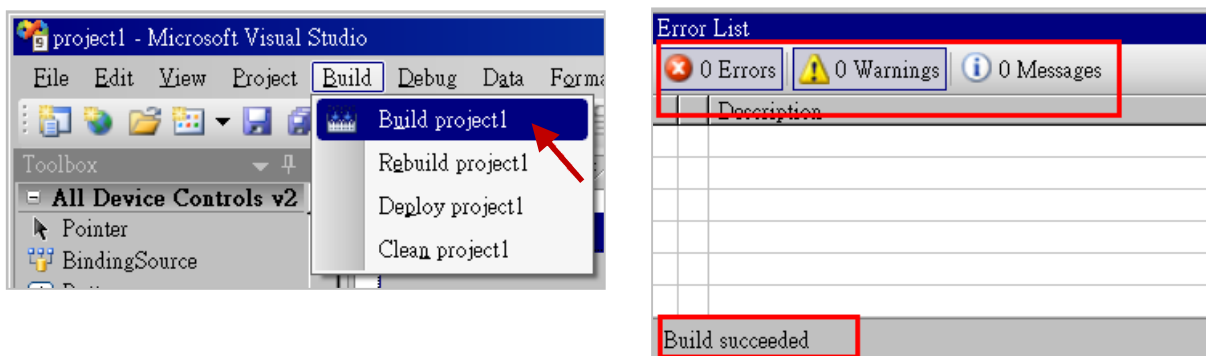 project1 - Microsoft Visual Studio
File Edit View Project Build Debug Data
Build project1
Rebuild project1
Deploy project1
Clean project1
Toolbox
All Device Controls v2
Pointer
BindingSource
Error List
0 Errors 0 Warnings 0 Messages
Description
Build succeeded